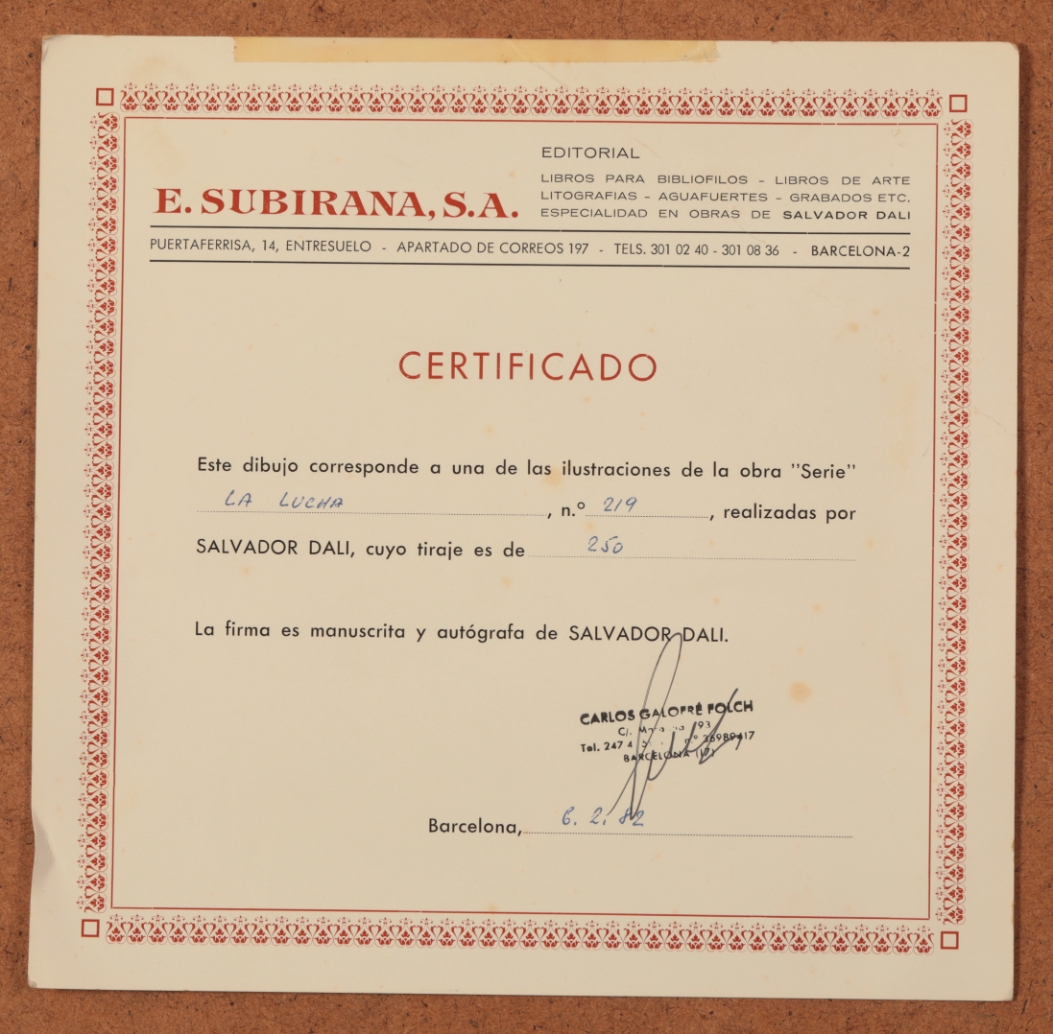 EDITORIAL
LIBROS PARA BIBLIOFILOS - LIBROS DE ARTE
LITOGRAFIAS - AGUAFUERTES - GRABADOS ETC.
ESPECIALIDAD EN OBRAS DE SALVADOR DALI
E. SUBIRANA, S.A.
PUERTAFERRISA, 14, ENTRESUELO - APARTADO DE CORREOS 197 - TELS. 301 02 40 - 301 08 36 - BARCELONA-2
CERTIFICADO
Este dibujo corresponde a una de las ilustraciones de la obra "Serie"
LA LUCHA, n.º 219, realizadas por
SALVADOR DALI, cuyo tiraje es de 250
La firma es manuscrita y autógrafa de SALVADOR DALI.
CARLOS GALOFRÉ FOLCH
C/. 193
Tel. 247 4 36989417
BARCELONA (17)
Barcelona, 6. 2. 82